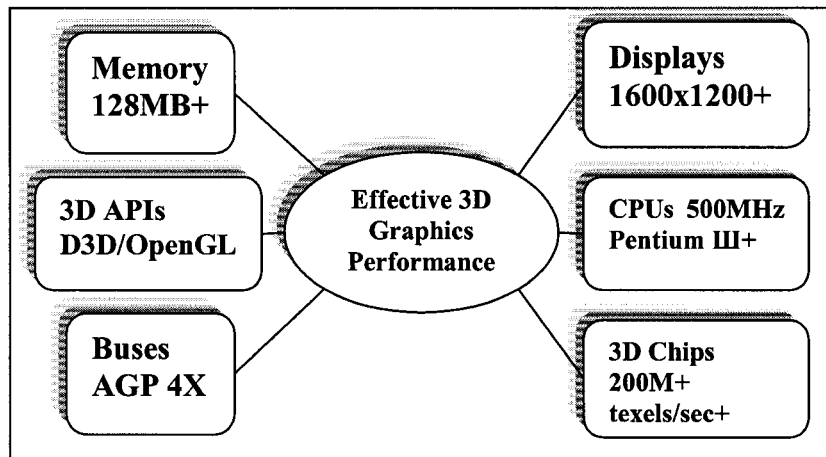 Memory
128MB+
Displays
1600x1200+
3D APIs
D3D/OpenGL
Effective 3D
Graphics
Performance
CPUs 500MHz
Pentium III+
Buses
AGP 4X
3D Chips
200M+
texels/sec+